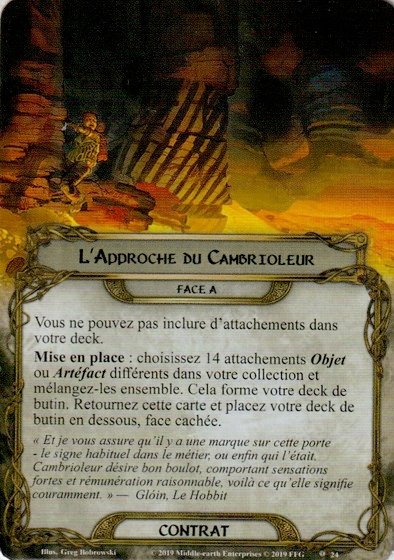 L'Approche du Cambrioleur
FACE A
Vous ne pouvez pas inclure d'attachements dans
votre deck.
Mise en place : choisissez 14 attachements Objet
ou Artéfact différents dans votre collection et
mélangez-les ensemble. Cela forme votre deck de
butin. Retournez cette carte et placez votre deck de
butin en dessous, face cachée.
« Et je vous assure qu'il y a une marque sur cette porte
- le signe habituel dans le métier, ou enfin qui l'était.
Cambrioleur désire bon boulot, comportant sensations
fortes et rémunération raisonnable, voilà ce qu'elle signifie
couramment. » — Glóin, Le Hobbit
CONTRAT
Illus. Greg Bobrowski © 2019 Middle-earth Enterprises © 2019 FFG 24